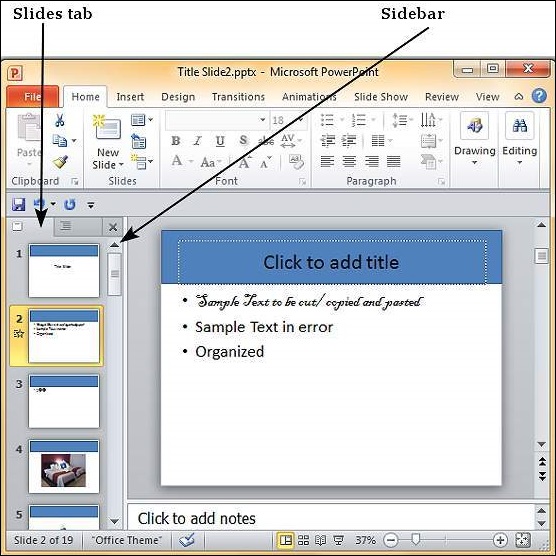 Slides tab Sidebar
Title Slide2.pptx - Microsoft PowerPoint
File Home Insert Design Transitions Animations Slide Show Review View
Paste New Slide 18 Drawing Editing
B I U S abc AV
A Aa A A
Clipboard Slides Font Paragraph
1
2
3
4
5
Click to add title
• Sample Text to be cut/ copied and pasted
• Sample Text in error
• Organized
Click to add notes
Slide 2 of 19 "Office Theme" 37%